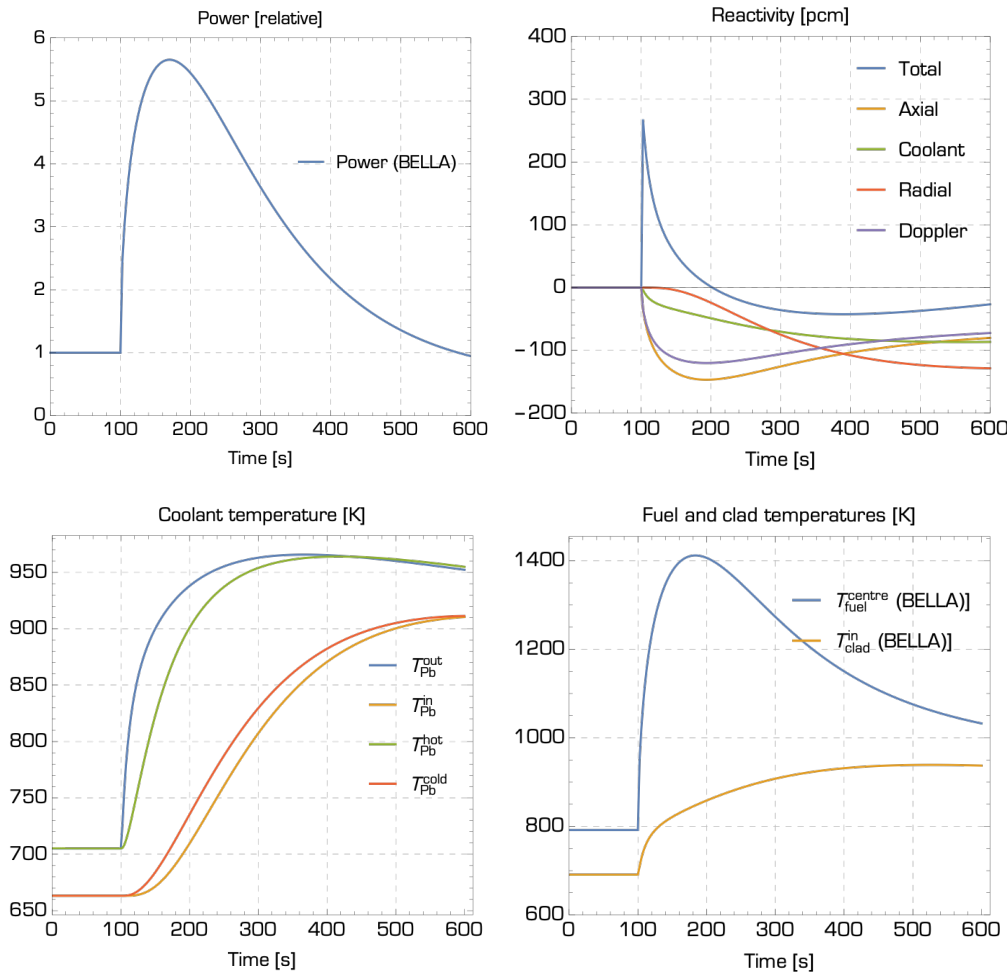 Power [relative]
6
5
4
3
2
1
0
Power (BELLA)
0 100 200 300 400 500 600
Time [s]
Reactivity [pcm]
400
300
200
100
0
−100
−200
Total
Axial
Coolant
Radial
Doppler
0 100 200 300 400 500 600
Time [s]
Coolant temperature [K]
950
900
850
800
750
700
650
T_Pb^out
T_Pb^in
T_Pb^hot
T_Pb^cold
0 100 200 300 400 500 600
Time [s]
Fuel and clad temperatures [K]
1400
1200
1000
800
600
T_fuel^centre (BELLA)]
T_clad^in (BELLA)]
0 100 200 300 400 500 600
Time [s]